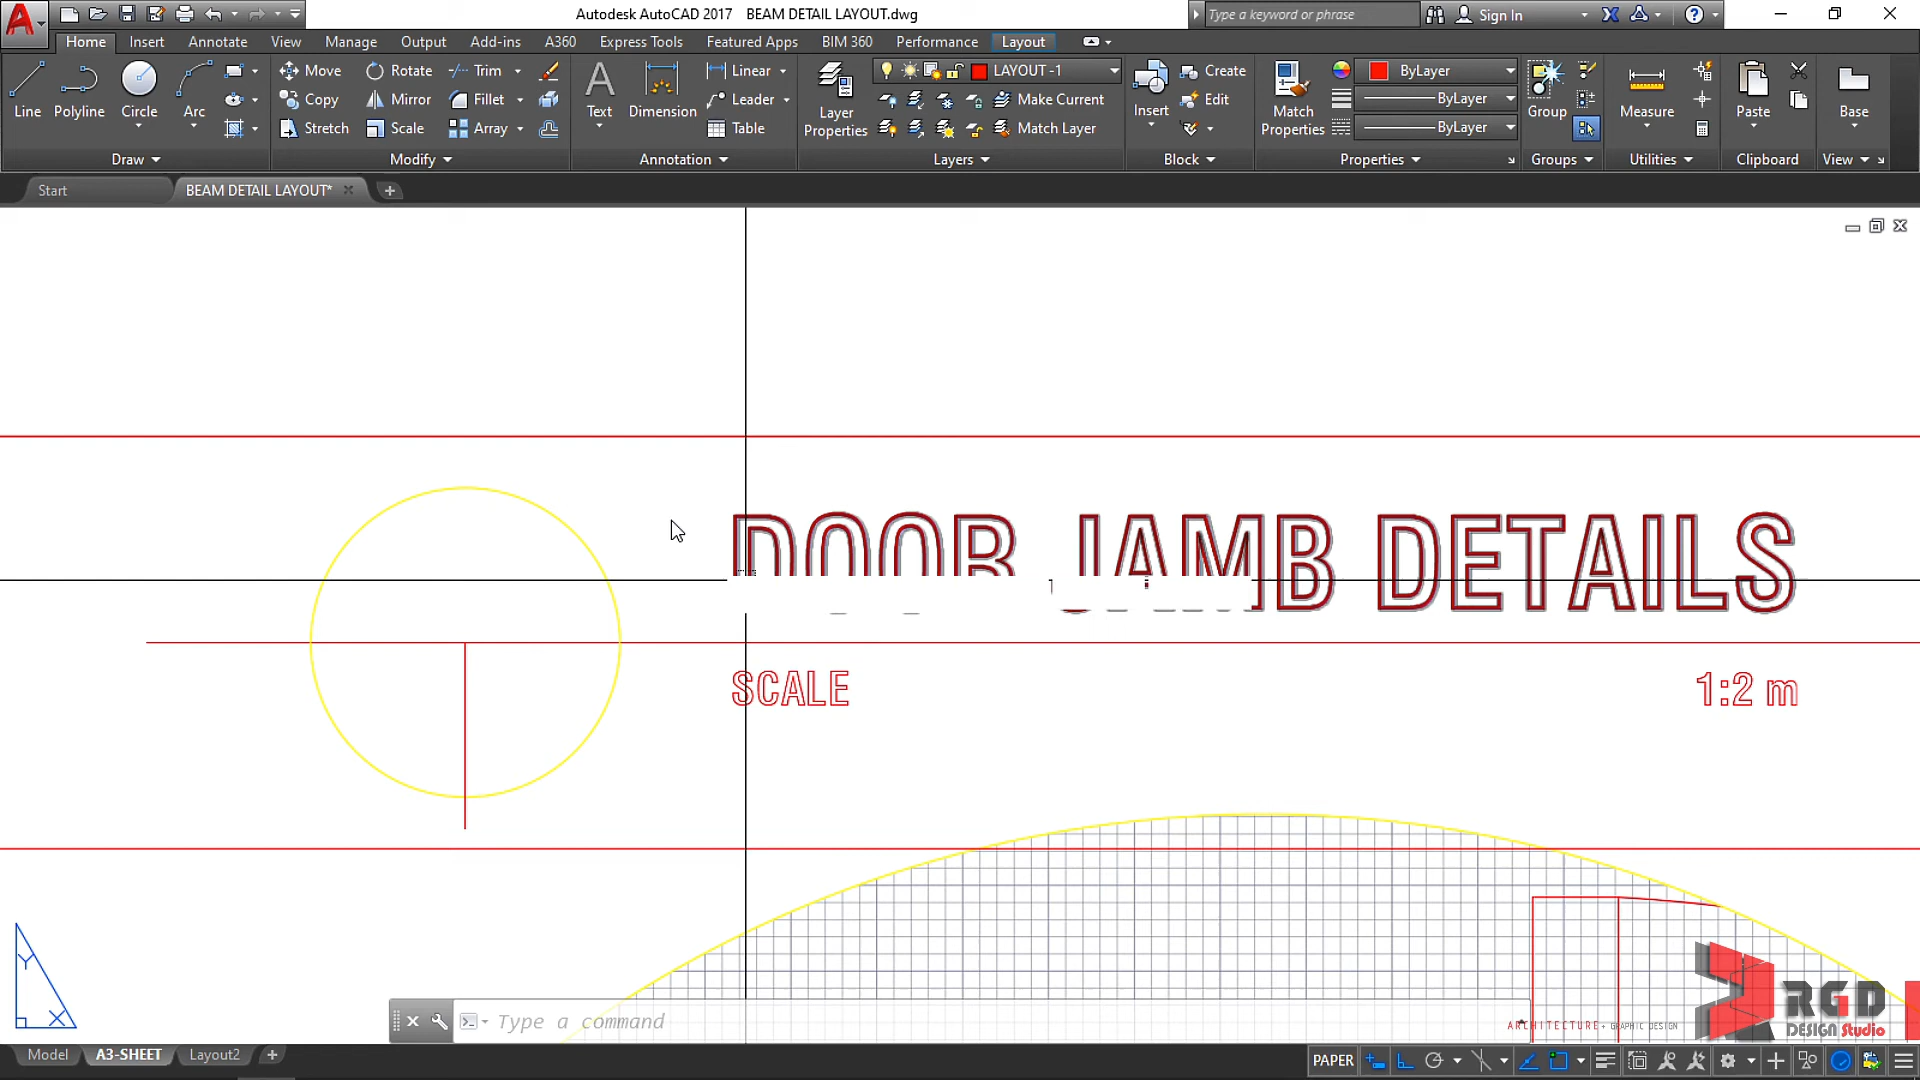 Autodesk AutoCAD 2017 BEAM DETAIL LAYOUT.dwg
Type a keyword or phrase
Sign In
Home Insert Annotate View Manage Output Add-ins A360 Express Tools Featured Apps BIM 360 Performance Layout
Line Polyline Circle Arc
Move Rotate Trim
Copy Mirror Fillet
Stretch Scale Array
Text Dimension
Linear
Leader
Table
Layer Properties
LAYOUT -1
Make Current
Match Layer
Insert
Create
Edit
Match Properties
ByLayer
ByLayer
ByLayer
Group
Measure
Paste
Base
Draw Modify Annotation Layers Block Properties Groups Utilities Clipboard View
Start BEAM DETAIL LAYOUT*
DOOR JAMB DETAILS
SCALE 1:2 m
Y
X
Type a command
ARCHITECTURE + GRAPHIC DESIGN
RGD
DESIGN Studio
Model A3-SHEET Layout2
PAPER